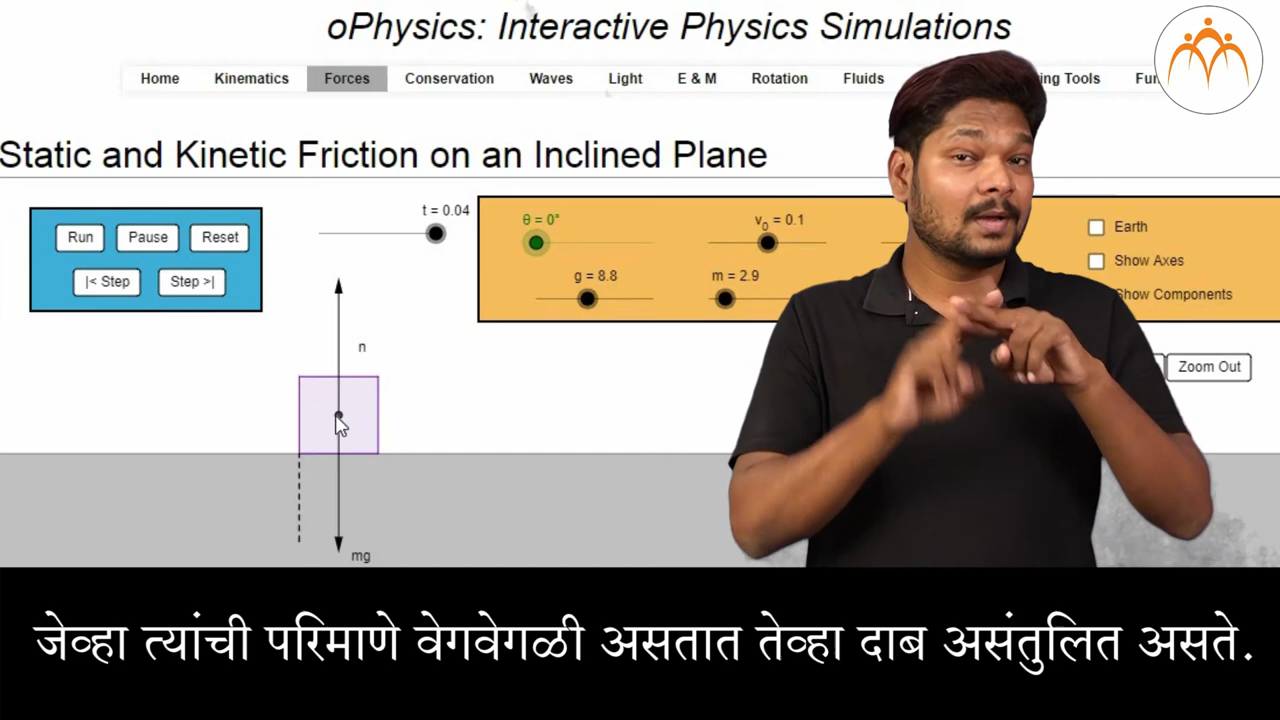 oPhysics: Interactive Physics Simulations
Home Kinematics Forces Conservation Waves Light E & M Rotation Fluids Tools
Static and Kinetic Friction on an Inclined Plane
Run Pause Reset
|< Step Step >|
t = 0.04
θ = 0°
v0 = 0.1
g = 8.8
m = 2.9
Earth
Show Axes
Show Components
Zoom Out
n
mg
जेव्हा त्यांची परिमाणे वेगवेगळी असतात तेव्हा दाब असंतुलित असते.